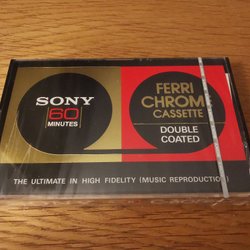 SONY
60
MINUTES
FERRI
CHROME
CASSETTE
DOUBLE
COATED
THE ULTIMATE IN HIGH FIDELITY (MUSIC REPRODUCTION)